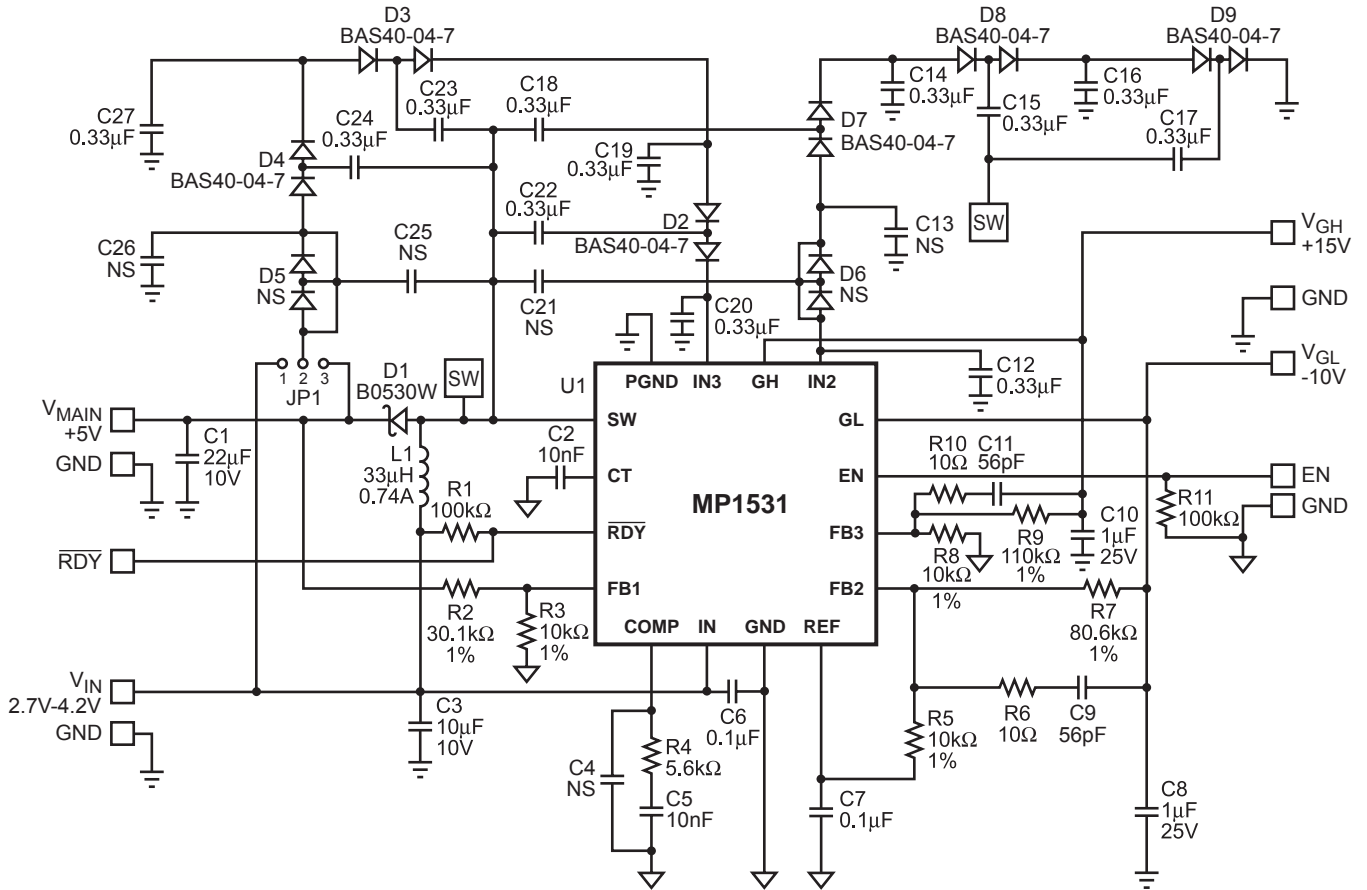 D3
BAS40-04-7
D8
BAS40-04-7
D9
BAS40-04-7
C27
0.33µF
C23
0.33µF
C18
0.33µF
C24
0.33µF
D4
BAS40-04-7
C19
0.33µF
D7
BAS40-04-7
C14
0.33µF
C15
0.33µF
C16
0.33µF
C17
0.33µF
SW
C22
0.33µF
D2
BAS40-04-7
C13
NS
VGH
+15V
C26
NS
C25
NS
D5
NS
C21
NS
D6
NS
C20
0.33µF
C12
0.33µF
GND
VGL
-10V
1 2 3
JP1
D1
B0530W
SW
U1
PGND IN3 GH IN2
VMAIN
+5V
C1
22µF
10V
GND
L1
33µH
0.74A
C2
10nF
R1
100kΩ
RDY
SW
CT
RDY
FB1
MP1531
GL
EN
FB3
FB2
COMP IN GND REF
R10
10Ω
C11
56pF
R9
110kΩ
1%
R8
10kΩ
1%
C10
1µF
25V
R11
100kΩ
EN
GND
R2
30.1kΩ
1%
R3
10kΩ
1%
R7
80.6kΩ
1%
VIN
2.7V-4.2V
GND
C3
10µF
10V
C6
0.1µF
R4
5.6kΩ
C4
NS
C5
10nF
C7
0.1µF
R5
10kΩ
1%
R6
10Ω
C9
56pF
C8
1µF
25V